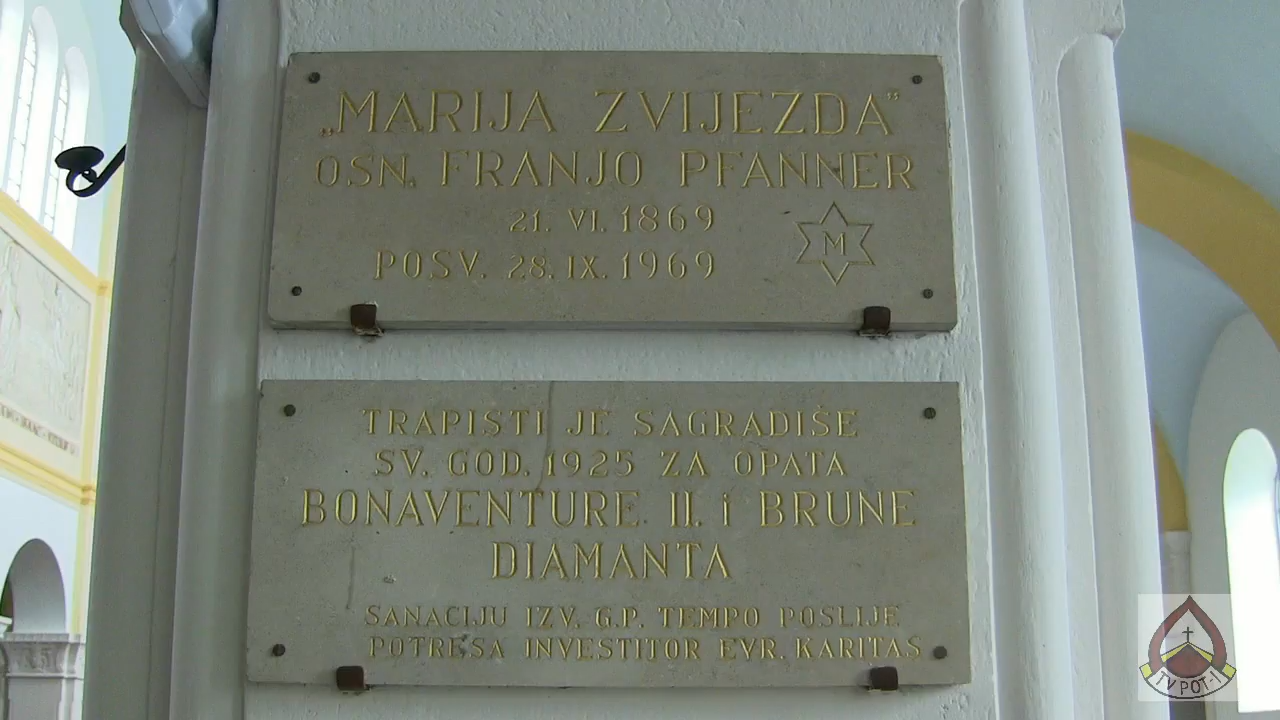 „MARIJA ZVIJEZDA”
OSN. FRANJO PFANNER
21. VI. 1869
M
POSV. 28. IX. 1969
TRAPISTI JE SAGRADIŠE
SV. GOD. 1925 ZA OPATA
BONAVENTURE II. i BRUNE
DIAMANTA
SANACIJU IZV. G.P. TEMPO POSLIJE
POTRESA INVESTITOR EVR. KARITAS
TV POT-1